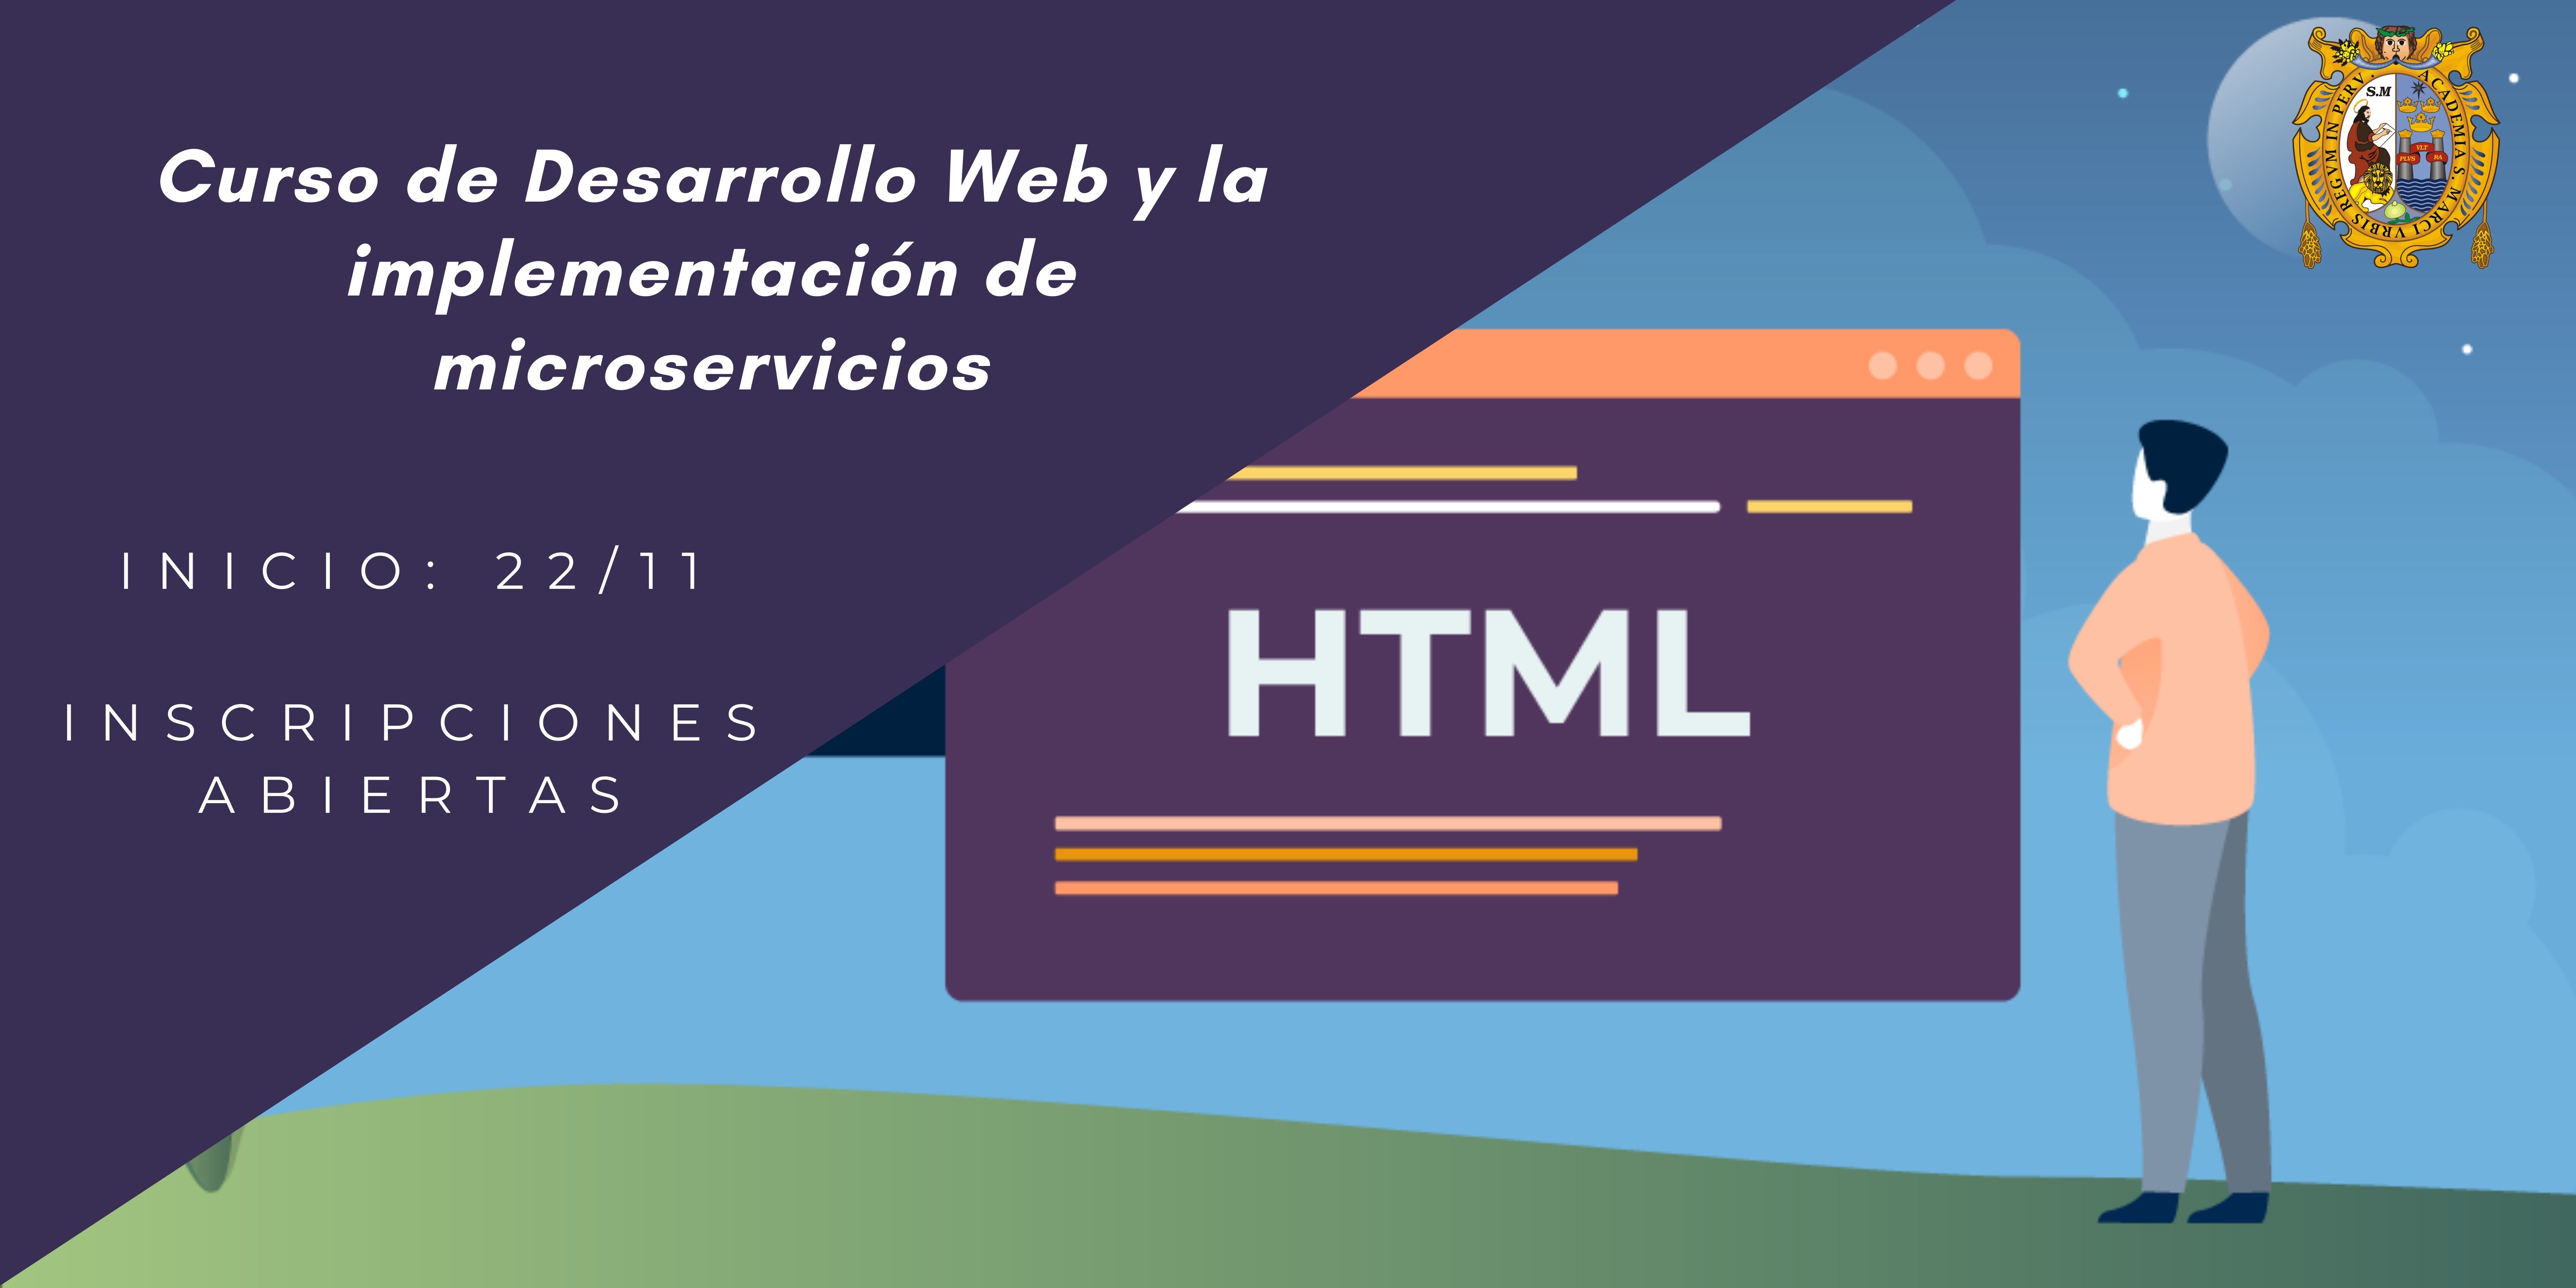 Curso de Desarrollo Web y la
implementación de
microservicios
INICIO: 22/11
INSCRIPCIONES
ABIERTAS
HTML
ACADEMIA S. MARCI VRBIS REGVM IN PERV
S.M
PLVS VLT RA